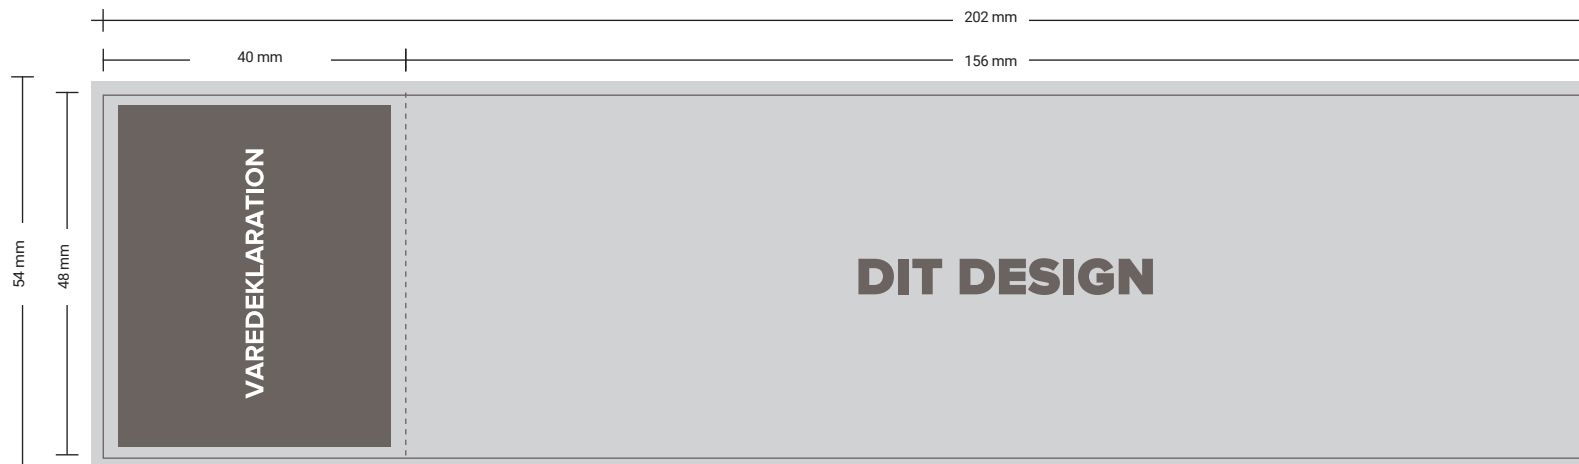 202 mm
40 mm
156 mm
54 mm
48 mm
VAREDEKLARATION
DIT DESIGN